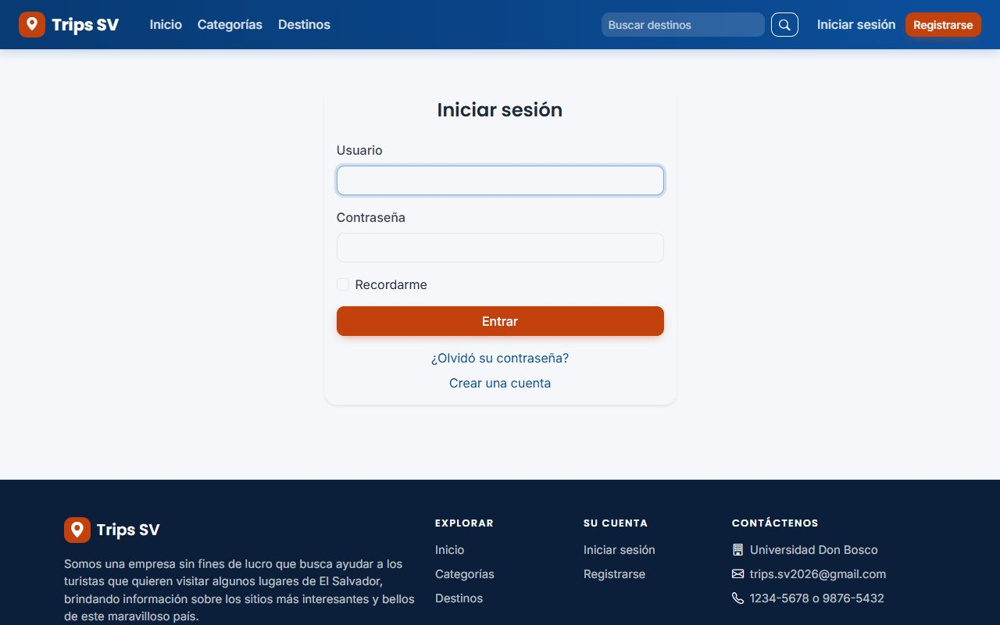 Trips SV
Inicio
Categorías
Destinos
Buscar destinos
Iniciar sesión
Registrarse
Iniciar sesión
Usuario
Contraseña
Recordarme
Entrar
¿Olvidó su contraseña?
Crear una cuenta
Trips SV
Somos una empresa sin fines de lucro que busca ayudar a los
turistas que quieren visitar algunos lugares de El Salvador,
brindando información sobre los sitios más interesantes y bellos
de este maravilloso país.
EXPLORAR
Inicio
Categorías
Destinos
SU CUENTA
Iniciar sesión
Registrarse
CONTÁCTENOS
Universidad Don Bosco
trips.sv2026@gmail.com
1234-5678 o 9876-5432